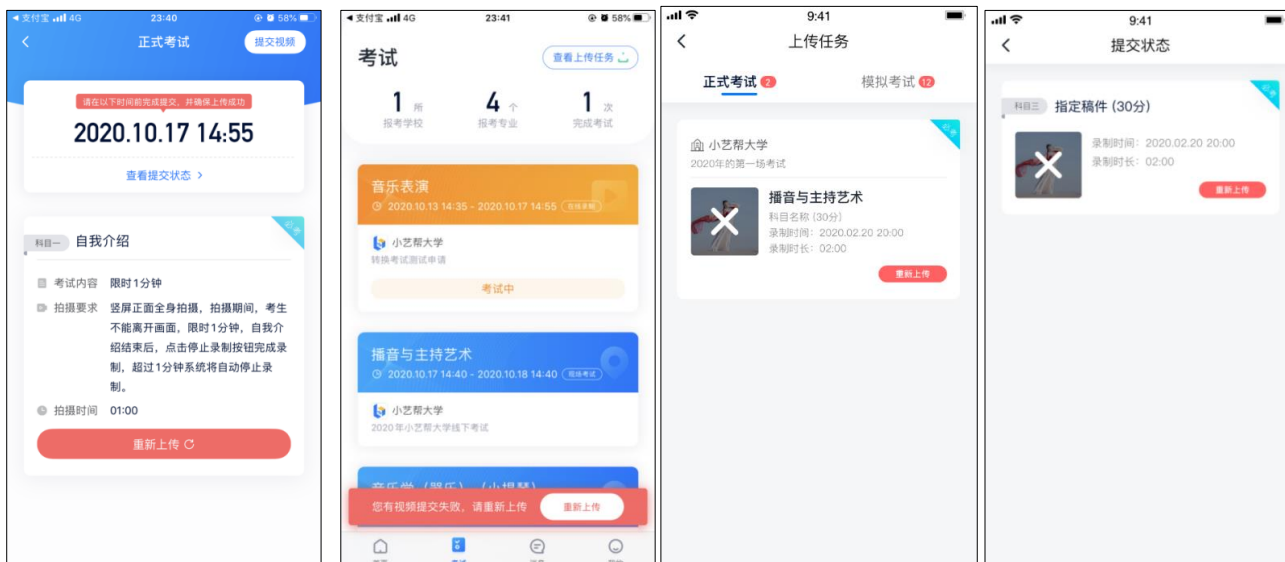 支付宝 4G 23:40 58%
正式考试 提交视频
请在以下时间前完成提交，并确保上传成功
2020.10.17 14:55
查看提交状态
必考
科目一 自我介绍
考试内容 限时1分钟
拍摄要求 竖屏正面全身拍摄，拍摄期间，考生
不能离开画面，限时1分钟，自我介
绍结束后，点击停止录制按钮完成录
制，超过1分钟系统将自动停止录
制。
拍摄时间 01:00
重新上传
支付宝 4G 23:41 58%
考试 查看上传任务
1 所 4 个 1 次
报考学校 报考专业 完成考试
音乐表演
2020.10.13 14:35 - 2020.10.17 14:55 在线录制
小艺帮大学
转换考试测试申请
考试中
播音与主持艺术
2020.10.17 14:40 - 2020.10.18 14:40 现场考试
小艺帮大学
2020年小艺帮大学线下考试
音乐学（器乐）（小提琴）
您有视频提交失败，请重新上传 重新上传
9:41
上传任务
正式考试 2 模拟考试 12
必考
小艺帮大学
2020年的第一场考试
播音与主持艺术
科目名称 (30分)
录制时间：2020.02.20 20:00
录制时长：02:00
重新上传
9:41
提交状态
必考
科目三 指定稿件 (30分)
录制时间：2020.02.20 20:00
录制时长：02:00
重新上传